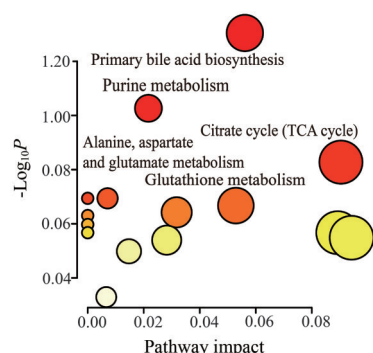 1.20
Primary bile acid biosynthesis
Purine metabolism
1.00
Citrate cycle (TCA cycle)
Alanine, aspartate
and glutamate metabolism
0.08
Glutathione metabolism
0.06
0.04
-Log₁₀P
0.00 0.02 0.04 0.06 0.08
Pathway impact